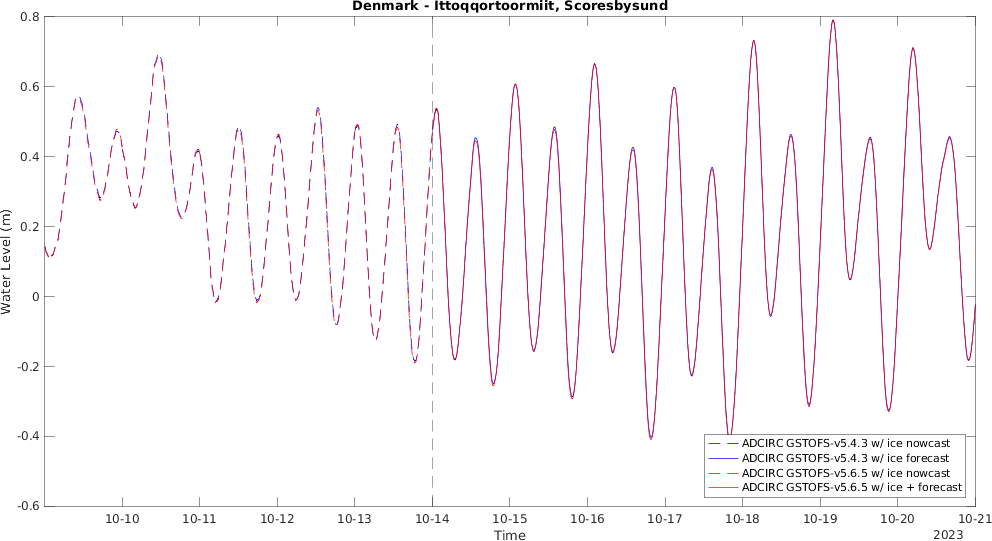 Denmark - Ittoqqortoormiit, Scoresbysund
0.8
0.6
0.4
0.2
0
-0.2
-0.4
-0.6
Water Level (m)
ADCIRC GSTOFS-v5.4.3 w/ ice nowcast
ADCIRC GSTOFS-v5.4.3 w/ ice forecast
ADCIRC GSTOFS-v5.6.5 w/ ice nowcast
ADCIRC GSTOFS-v5.6.5 w/ ice + forecast
10-10 10-11 10-12 10-13 10-14 10-15 10-16 10-17 10-18 10-19 10-20 10-21
Time
2023